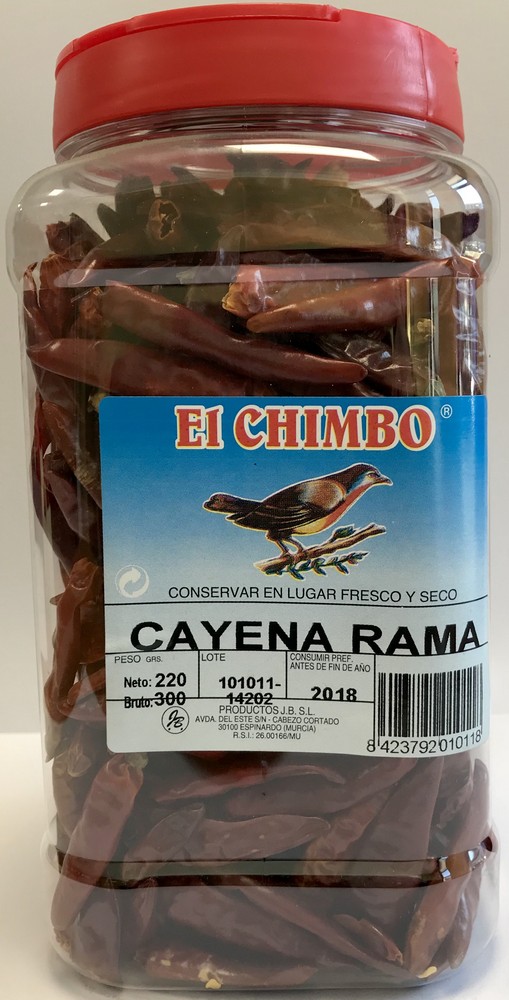 El CHIMBO ®
CONSERVAR EN LUGAR FRESCO Y SECO
CAYENA RAMA
PESO GRS.
Neto: 220
Bruto: 300
LOTE
101011-
14202
CONSUMIR PREF.
ANTES DE FIN DE AÑO
2018
PRODUCTOS J.B. S.L.
AVDA. DEL ESTE S/N - CABEZO CORTADO
30100 ESPINARDO (MURCIA)
R.S.I.: 26.00166/MU
8 423792 010118